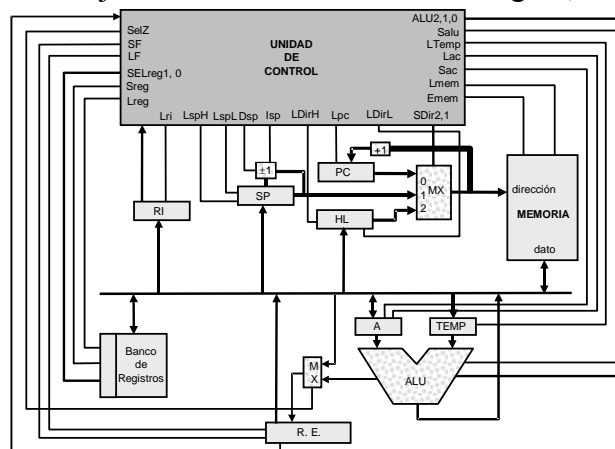 SelZ
SF
LF
SELreg1, 0
Sreg
Lreg
UNIDAD
DE
CONTROL
ALU2,1,0
Salu
LTemp
Lac
Sac
Lmem
Emem
Lri
LspH
LspL
Dsp
Isp
LDirH
Lpc
LDirL
SDir2,1
+1
±1
PC
SP
HL
RI
0
1
2
MX
dirección
MEMORIA
dato
A
TEMP
Banco
de
Registros
M
X
ALU
R. E.